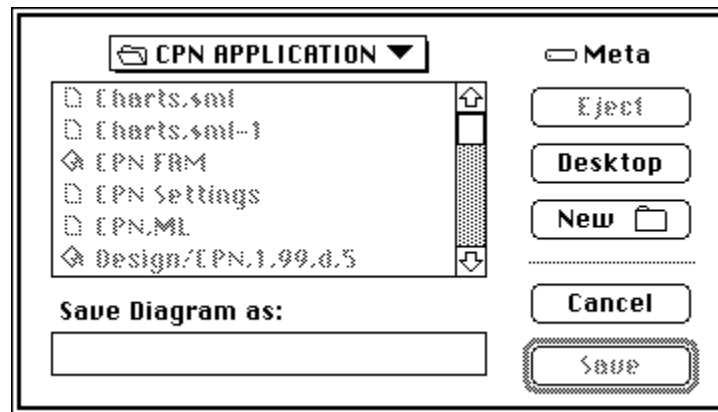 CPN APPLICATION
Meta
Charts.sml
Charts.sml-1
CPN FAM
CPN Settings
CPN.ML
Design/CPN.1.99.d.5
Eject
Desktop
New
Save Diagram as:
Cancel
Save